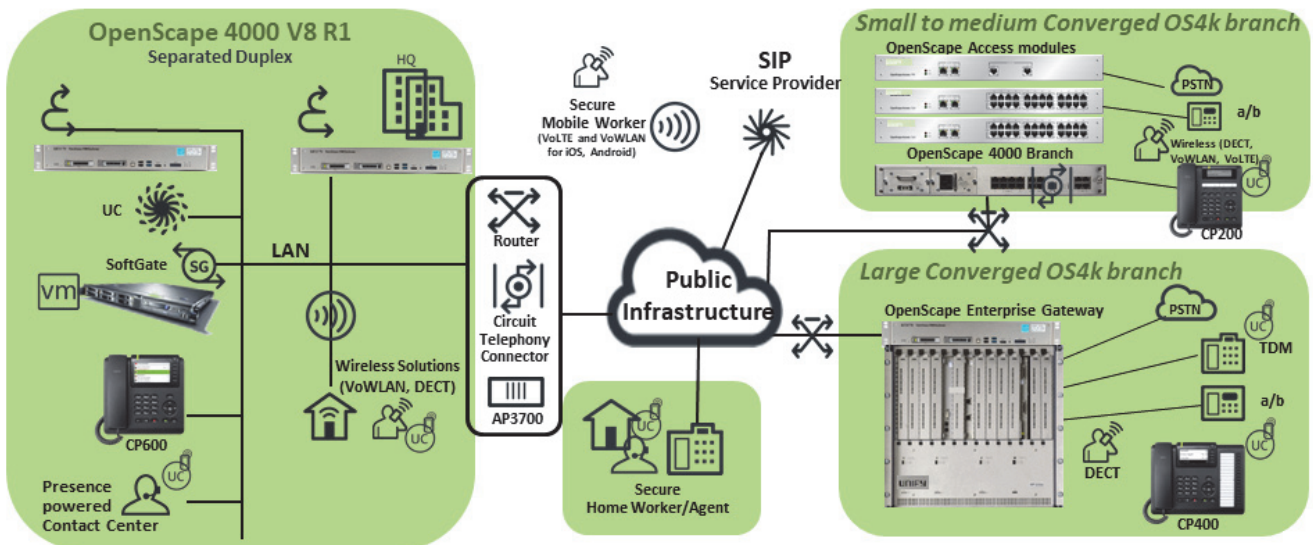 OpenScape 4000 V8 R1
Separated Duplex
HQ
UC
SoftGate
SG
LAN
vm
CP600
UC
Presence
powered
Contact Center
Wireless Solutions
(VoWLAN, DECT)
UC
Router
Circuit
Telephony
Connector
AP3700
Secure
Mobile Worker
(VoLTE and VoWLAN
for iOS, Android)
SIP
Service Provider
Public
Infrastructure
UC
Secure
Home Worker/Agent
Small to medium Converged OS4k branch
OpenScape Access modules
PSTN
a/b
Wireless (DECT,
VoWLAN, VoLTE)
OpenScape 4000 Branch
UC
CP200
Large Converged OS4k branch
OpenScape Enterprise Gateway
PSTN
UC
TDM
a/b
UC
DECT
CP400
UNIFY